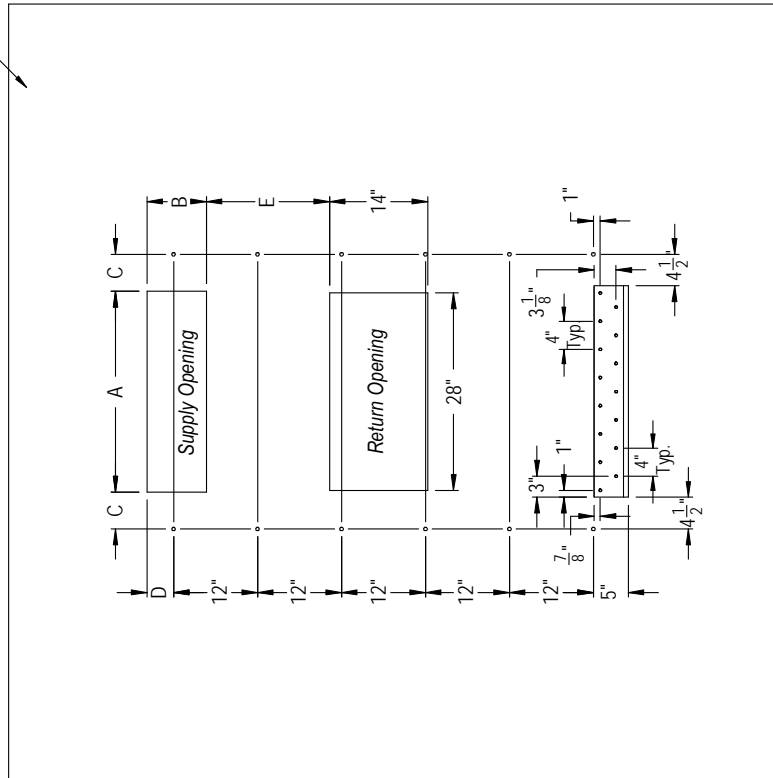 B
E
14"
1"
C
A
C
Supply Opening
Return Opening
28"
4 1/2"
3 1/8"
4"
Typ.
1"
3"
4"
Typ.
4 1/2"
7/8"
D
12"
12"
12"
12"
12"
5"